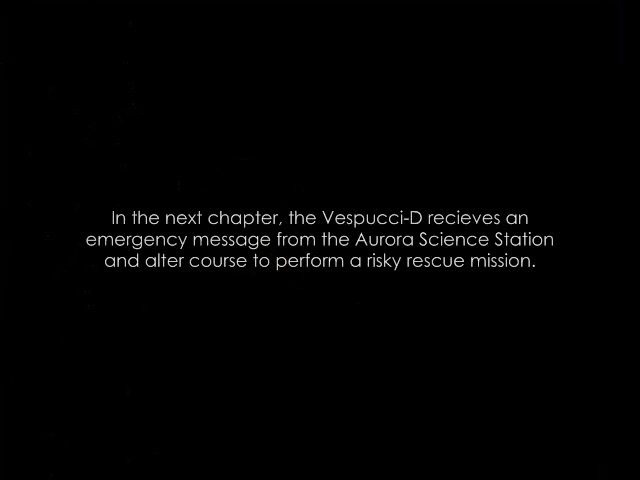 In the next chapter, the Vespucci-D recieves an
emergency message from the Aurora Science Station
and alter course to perform a risky rescue mission.